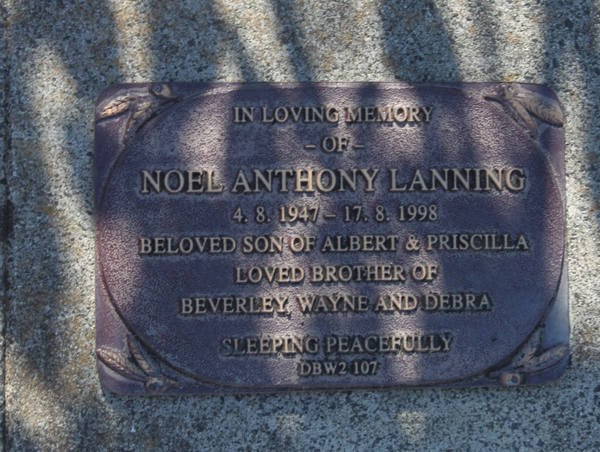 IN LOVING MEMORY
– OF –
NOEL ANTHONY LANNING
4. 8. 1947 – 17. 8. 1998
BELOVED SON OF ALBERT & PRISCILLA
LOVED BROTHER OF
BEVERLEY, WAYNE AND DEBRA
SLEEPING PEACEFULLY
DBW2 107